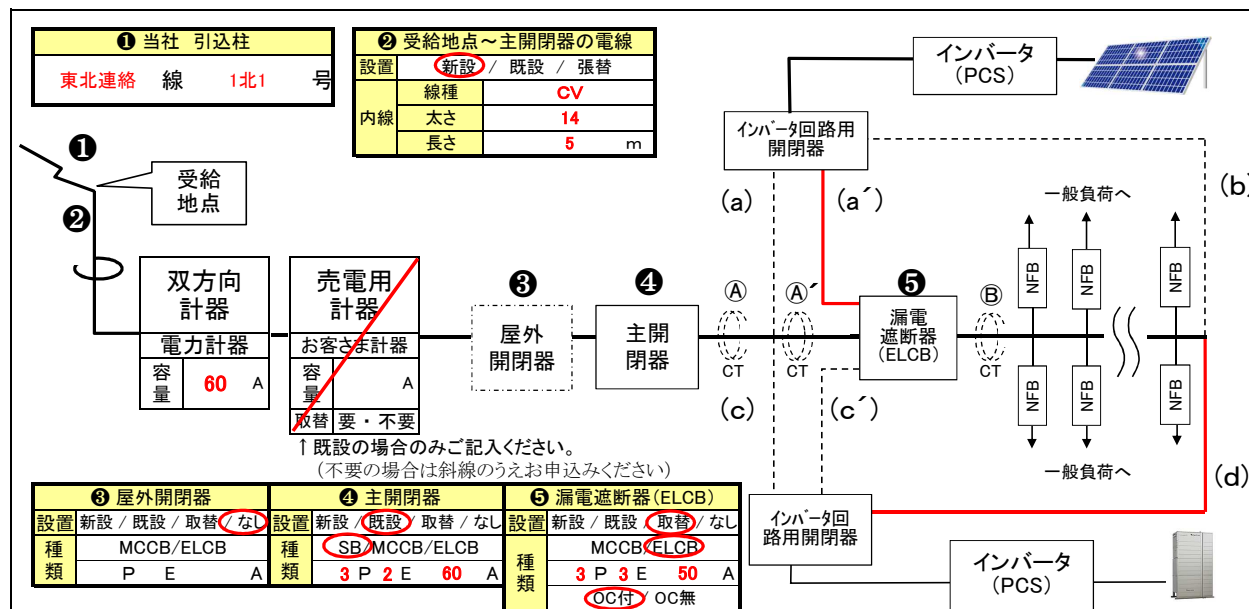 ❶ 当社 引込柱
東北連絡 線 1北1 号
❷ 受給地点～主開閉器の電線
設置 新設 / 既設 / 張替
内線
線種 CV
太さ 14
長さ 5 m
インバータ
(PCS)
インバータ回路用
開閉器
❶
受給
地点
❷
(a)
(a´)
(b)
一般負荷へ
NFB NFB NFB
双方向
計器
電力計器
容量 60 A
売電用
計器
お客さま計器
容量 A
取替 要・不要
❸
屋外
開閉器
❹
主開
閉器
Ⓐ
CT
Ⓐ´
CT
❺
漏電
遮断器
(ELCB)
Ⓑ
CT
(c)
(c´)
NFB NFB NFB
一般負荷へ
(d)
↑既設の場合のみご記入ください。
(不要の場合は斜線のうえお申込みください)
❸ 屋外開閉器
設置 新設 / 既設 / 取替 / なし
種類
MCCB/ELCB
P E A
❹ 主開閉器
設置 新設 / 既設 / 取替 / なし
種類
SB/MCCB/ELCB
3 P 2 E 60 A
❺ 漏電遮断器(ELCB)
設置 新設 / 既設 / 取替 / なし
種類
MCCB/ELCB
3 P 3 E 50 A
OC付 / OC無
インバータ回
路用開閉器
インバータ
(PCS)